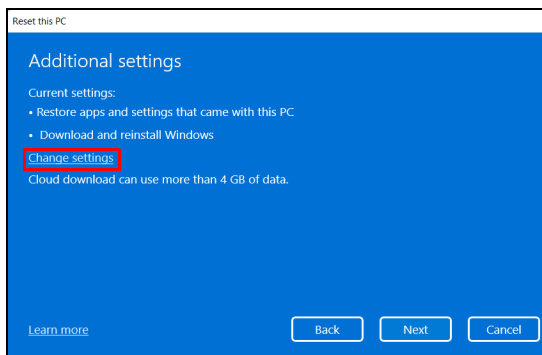 Reset this PC
Additional settings
Current settings:
• Restore apps and settings that came with this PC
• Download and reinstall Windows
Change settings
Cloud download can use more than 4 GB of data.
Learn more
Back
Next
Cancel